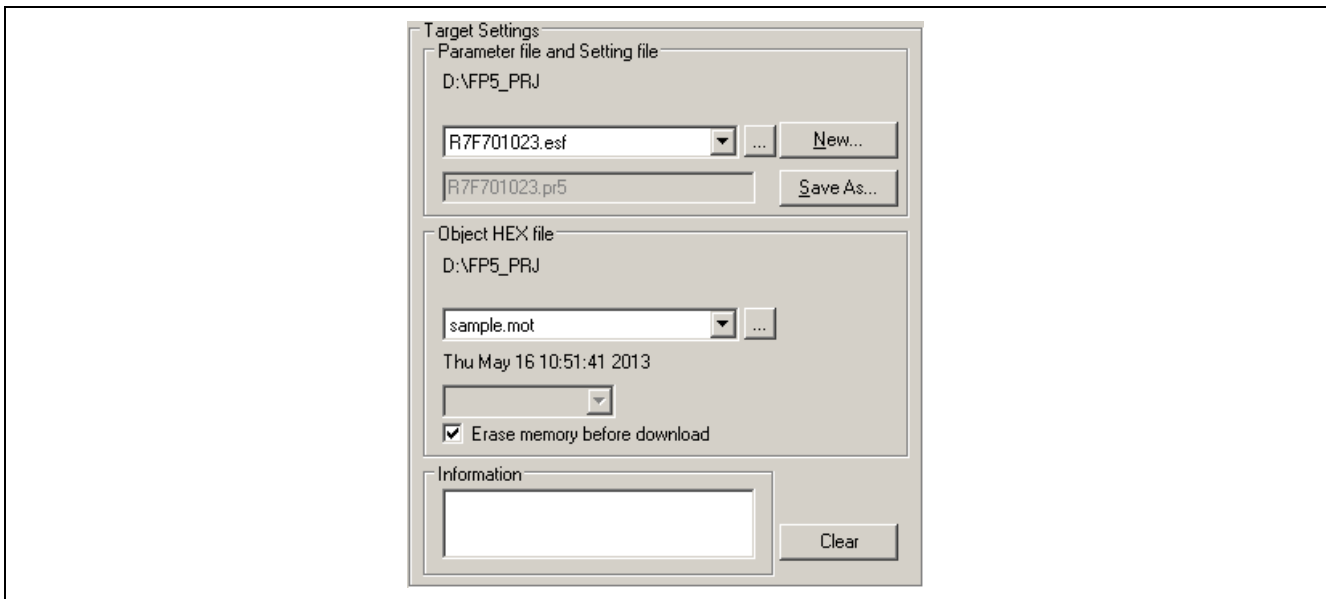 Target Settings
Parameter file and Setting file
D:\FP5_PRJ
R7F701023.esf
...
New...
R7F701023.pr5
Save As...
Object HEX file
D:\FP5_PRJ
sample.mot
...
Thu May 16 10:51:41 2013
Erase memory before download
Information
Clear